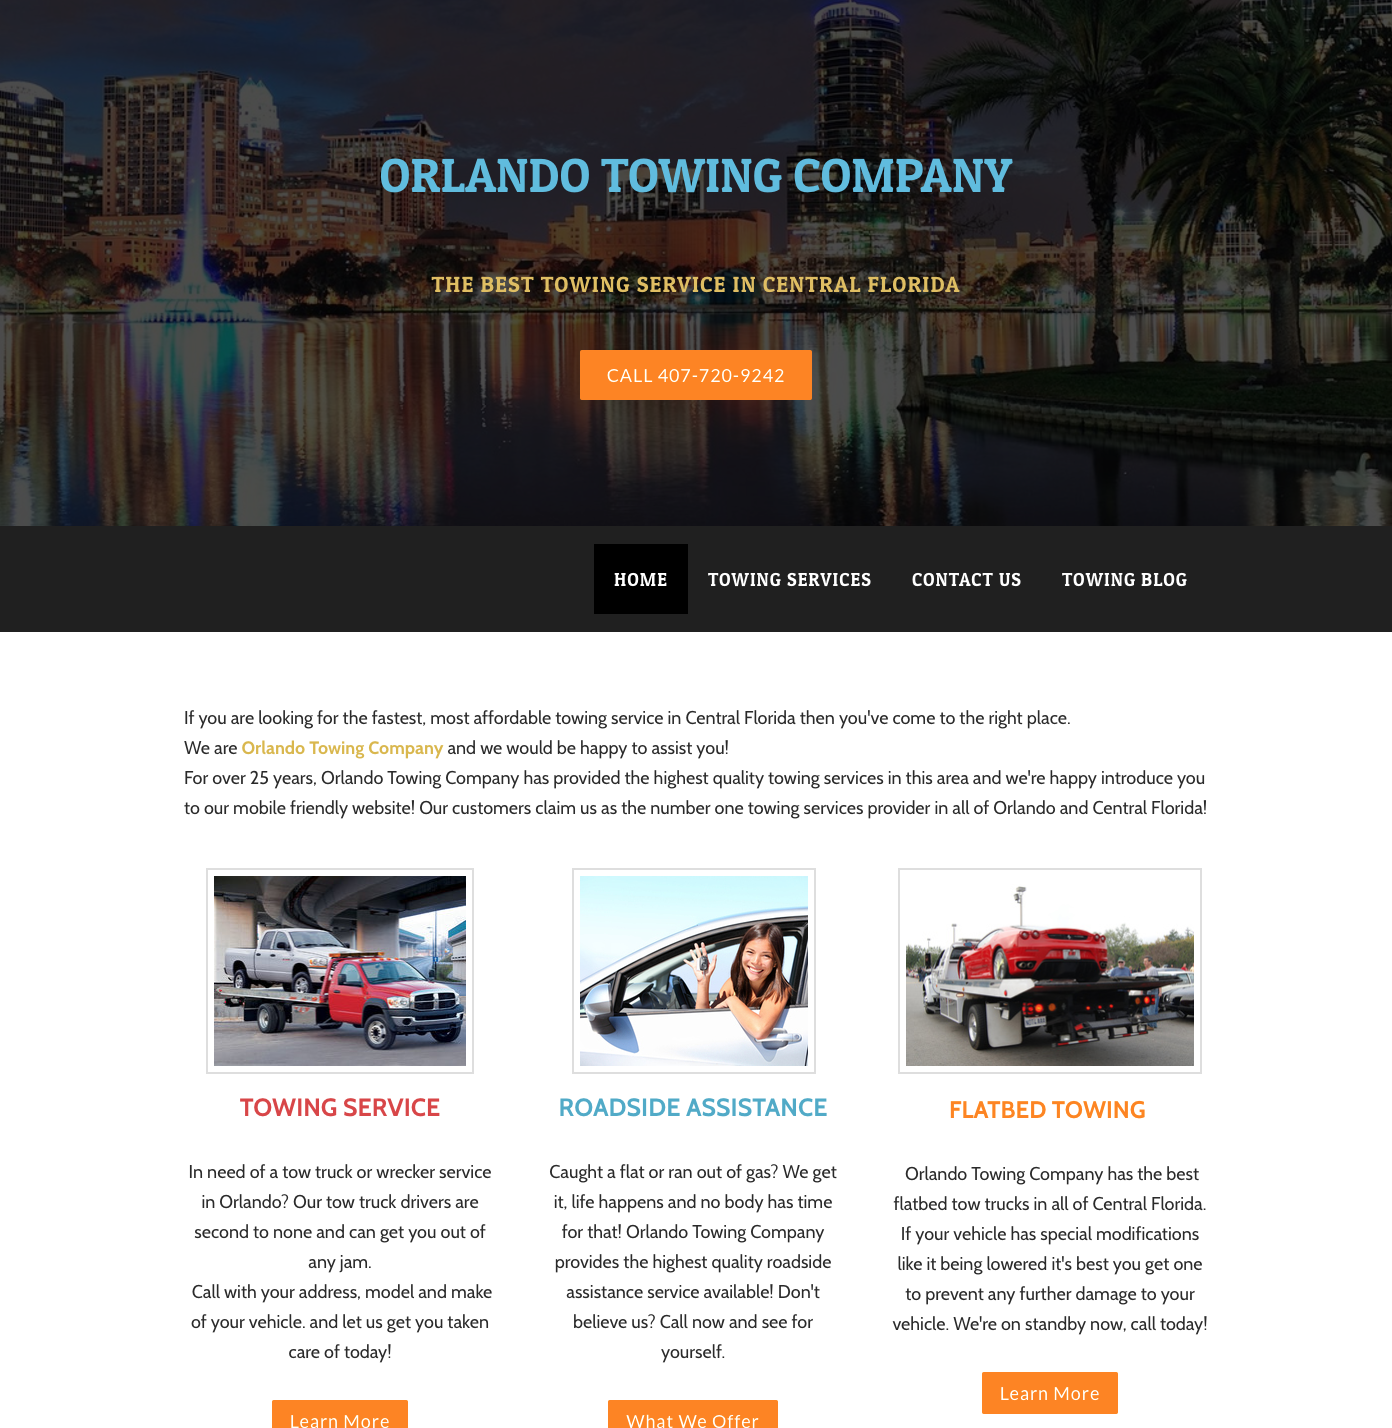 ORLANDO TOWING COMPANY
THE BEST TOWING SERVICE IN CENTRAL FLORIDA
CALL 407-720-9242
HOME
TOWING SERVICES
CONTACT US
TOWING BLOG
If you are looking for the fastest, most affordable towing service in Central Florida then you've come to the right place.
We are Orlando Towing Company and we would be happy to assist you!
For over 25 years, Orlando Towing Company has provided the highest quality towing services in this area and we're happy introduce you
to our mobile friendly website! Our customers claim us as the number one towing services provider in all of Orlando and Central Florida!
TOWING SERVICE
In need of a tow truck or wrecker service
in Orlando? Our tow truck drivers are
second to none and can get you out of
any jam.
Call with your address, model and make
of your vehicle. and let us get you taken
care of today!
Learn More
ROADSIDE ASSISTANCE
Caught a flat or ran out of gas? We get
it, life happens and no body has time
for that! Orlando Towing Company
provides the highest quality roadside
assistance service available! Don't
believe us? Call now and see for
yourself.
What We Offer
FLATBED TOWING
Orlando Towing Company has the best
flatbed tow trucks in all of Central Florida.
If your vehicle has special modifications
like it being lowered it's best you get one
to prevent any further damage to your
vehicle. We're on standby now, call today!
Learn More